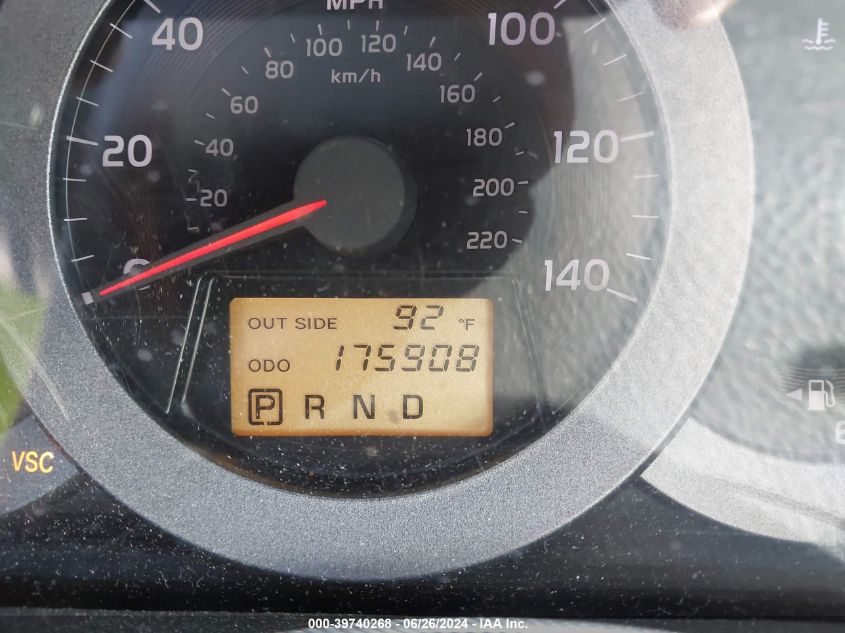 MPH
40
100
100 120
80 140
km/h
60 160
20 40 180 120
20 200
220
0 140
OUT SIDE 92 °F
ODO 175908
P R N D
VSC
000-39740268 - 06/26/2024 - IAA Inc.